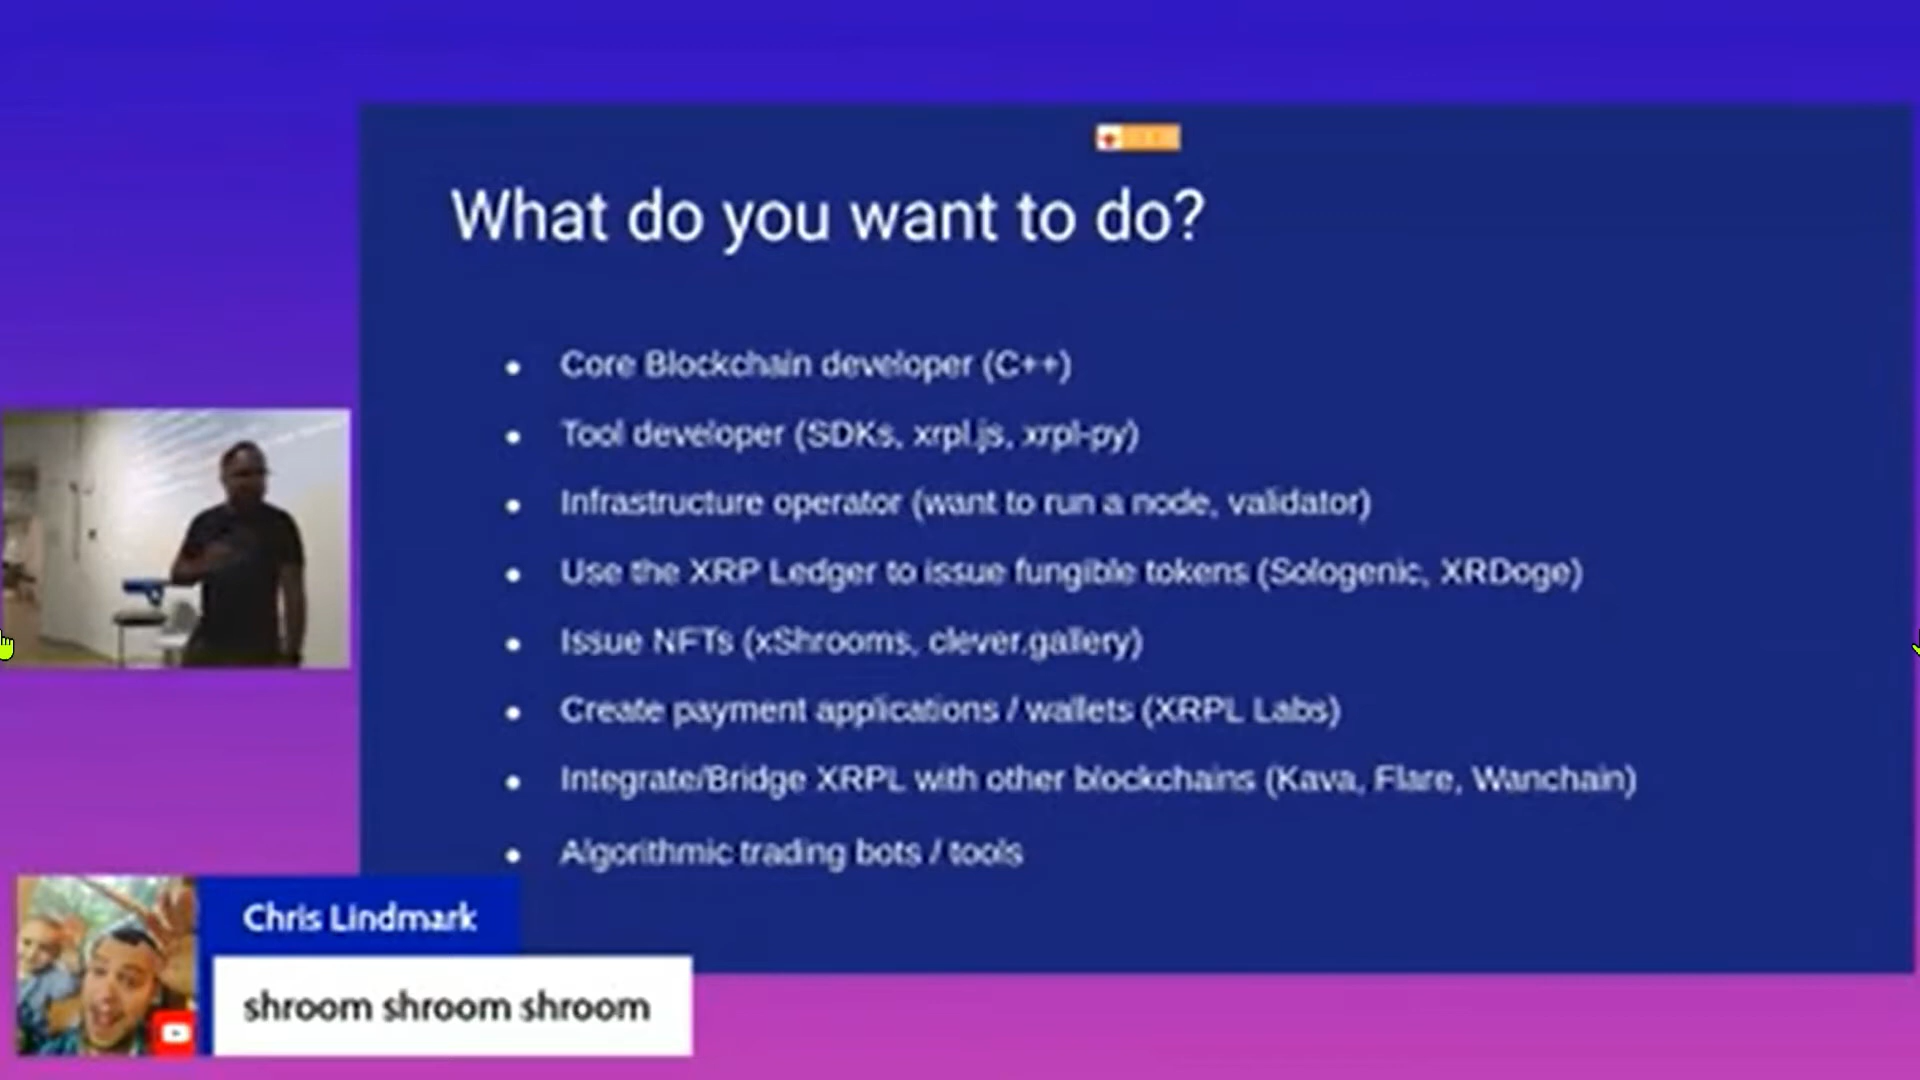 What do you want to do?
Core Blockchain developer (C++)
Tool developer (SDKs, xrpl.js, xrpl-py)
Infrastructure operator (want to run a node, validator)
Use the XRP Ledger to issue fungible tokens (Sologenic, XRDoge)
Issue NFTs (xShrooms, clever.gallery)
Create payment applications / wallets (XRPL Labs)
Integrate/Bridge XRPL with other blockchains (Kava, Flare, Wanchain)
Algorithmic trading bots / tools
Chris Lindmark
shroom shroom shroom